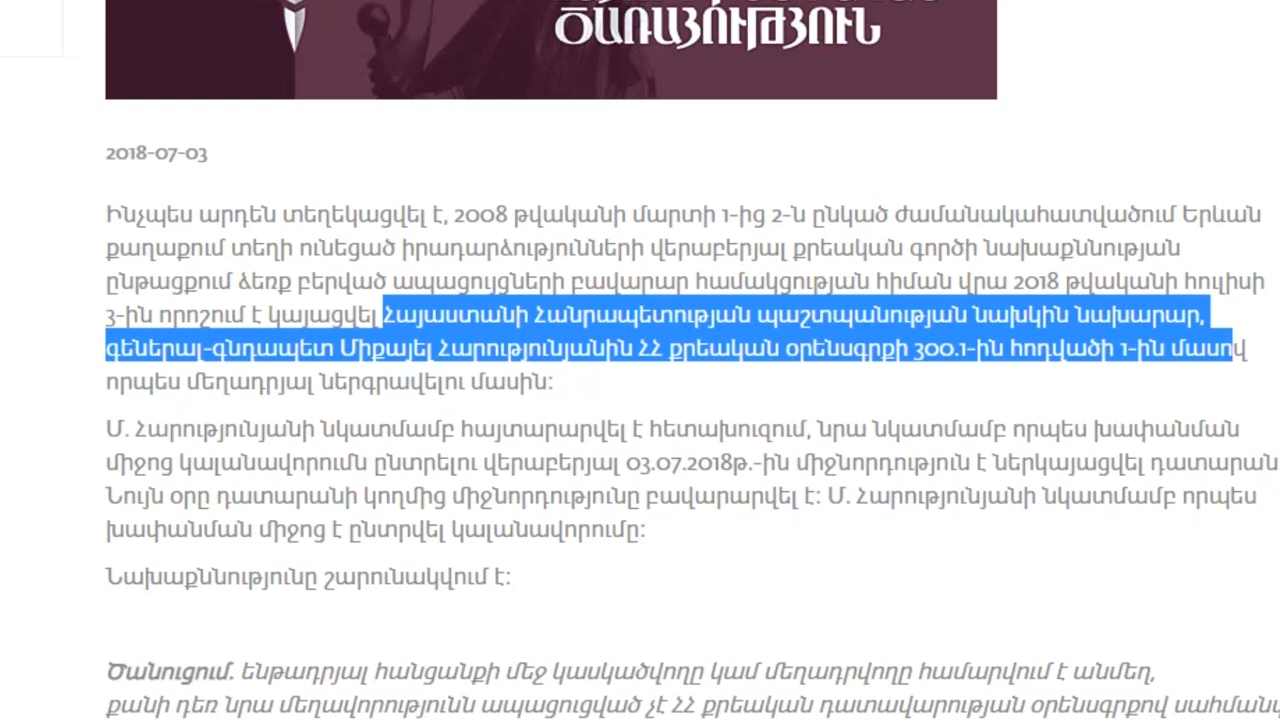 ԾԱՌԱՅՈՒԹՅՈՒՆ
2018-07-03
Ինչպես արդեն տեղեկացվել է, 2008 թվականի մարտի 1-ից 2-ն ընկած ժամանակահատվածում Երևան
քաղաքում տեղի ունեցած իրադարձությունների վերաբերյալ քրեական գործի նախաքննության
ընթացքում ձեռք բերված ապացույցների բավարար համակցության հիման վրա 2018 թվականի հուլիսի
3-ին որոշում է կայացվել Հայաստանի Հանրապետության պաշտպանության նախկին նախարար,
գեներալ-գնդապետ Միքայել Հարությունյանին ՀՀ քրեական օրենսգրքի 300.1-ին հոդվածի 1-ին մասով
որպես մեղադրյալ ներգրավելու մասին:
Մ. Հարությունյանի նկատմամբ հայտարարվել է հետախուզում, նրա նկատմամբ որպես խափանման
միջոց կալանավորումն ընտրելու վերաբերյալ 03.07.2018թ.-ին միջնորդություն է ներկայացվել դատարան
Նույն օրը դատարանի կողմից միջնորդությունը բավարարվել է: Մ. Հարությունյանի նկատմամբ որպես
խափանման միջոց է ընտրվել կալանավորումը:
Նախաքննությունը շարունակվում է:
Ծանուցում. ենթադրյալ հանցանքի մեջ կասկածվողը կամ մեղադրվողը համարվում է անմեղ,
քանի դեռ նրա մեղավորությունն ապացուցված չէ ՀՀ քրեական դատավարության օրենսգրքով